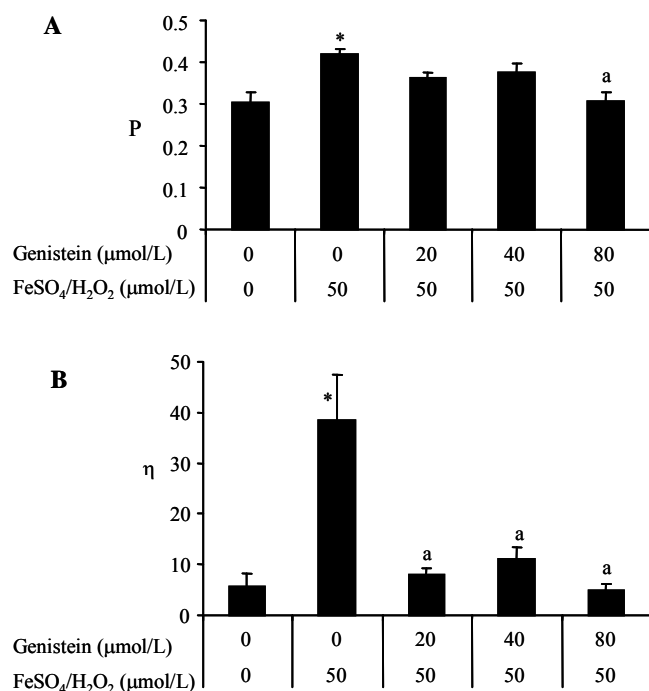 A
0.5
*
0.4
a
0.3
P
0.2
0.1
0
Genistein (μmol/L) 0 0 20 40 80
FeSO₄/H₂O₂ (μmol/L) 0 50 50 50 50
50
B
40
*
30
η
20
a
a
10
a
0
Genistein (μmol/L) 0 0 20 40 80
FeSO₄/H₂O₂ (μmol/L) 0 50 50 50 50